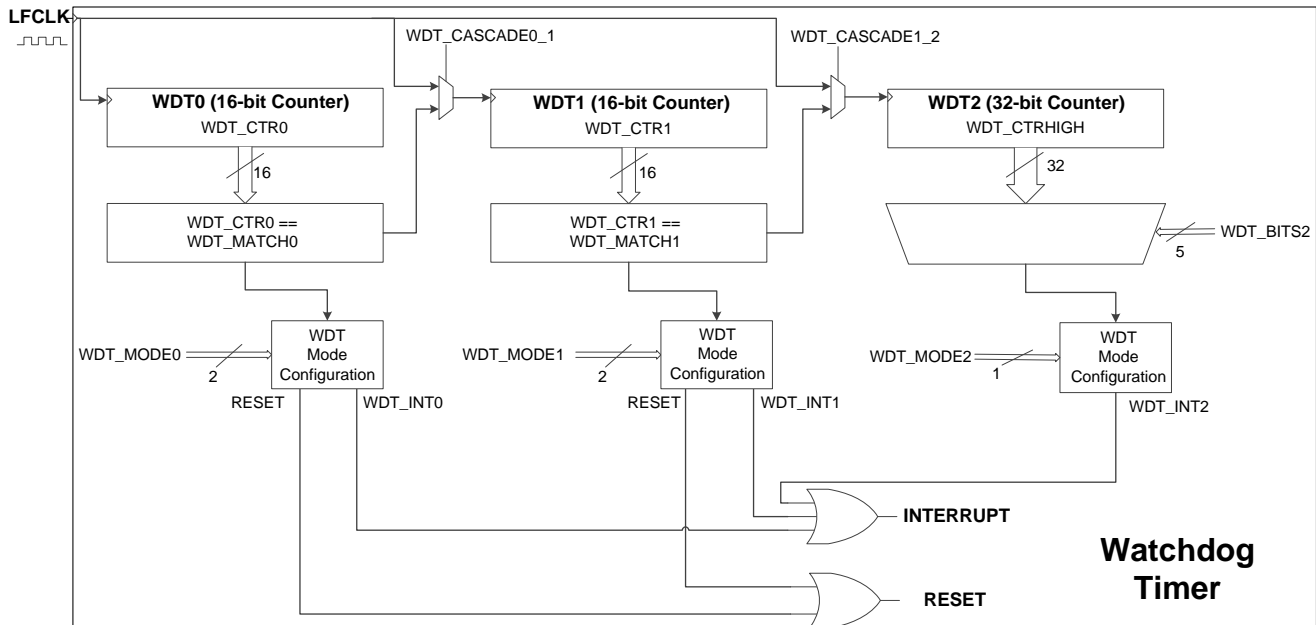 LFCLK
WDT_CASCADE0_1
WDT_CASCADE1_2
WDT0 (16-bit Counter)
WDT_CTR0
WDT1 (16-bit Counter)
WDT_CTR1
WDT2 (32-bit Counter)
WDT_CTRHIGH
16
16
32
WDT_CTR0 ==
WDT_MATCH0
WDT_CTR1 ==
WDT_MATCH1
WDT_BITS2
5
WDT_MODE0
2
WDT
Mode
Configuration
WDT_MODE1
2
WDT
Mode
Configuration
WDT_MODE2
1
WDT
Mode
Configuration
RESET
WDT_INT0
RESET
WDT_INT1
WDT_INT2
INTERRUPT
RESET
Watchdog
Timer